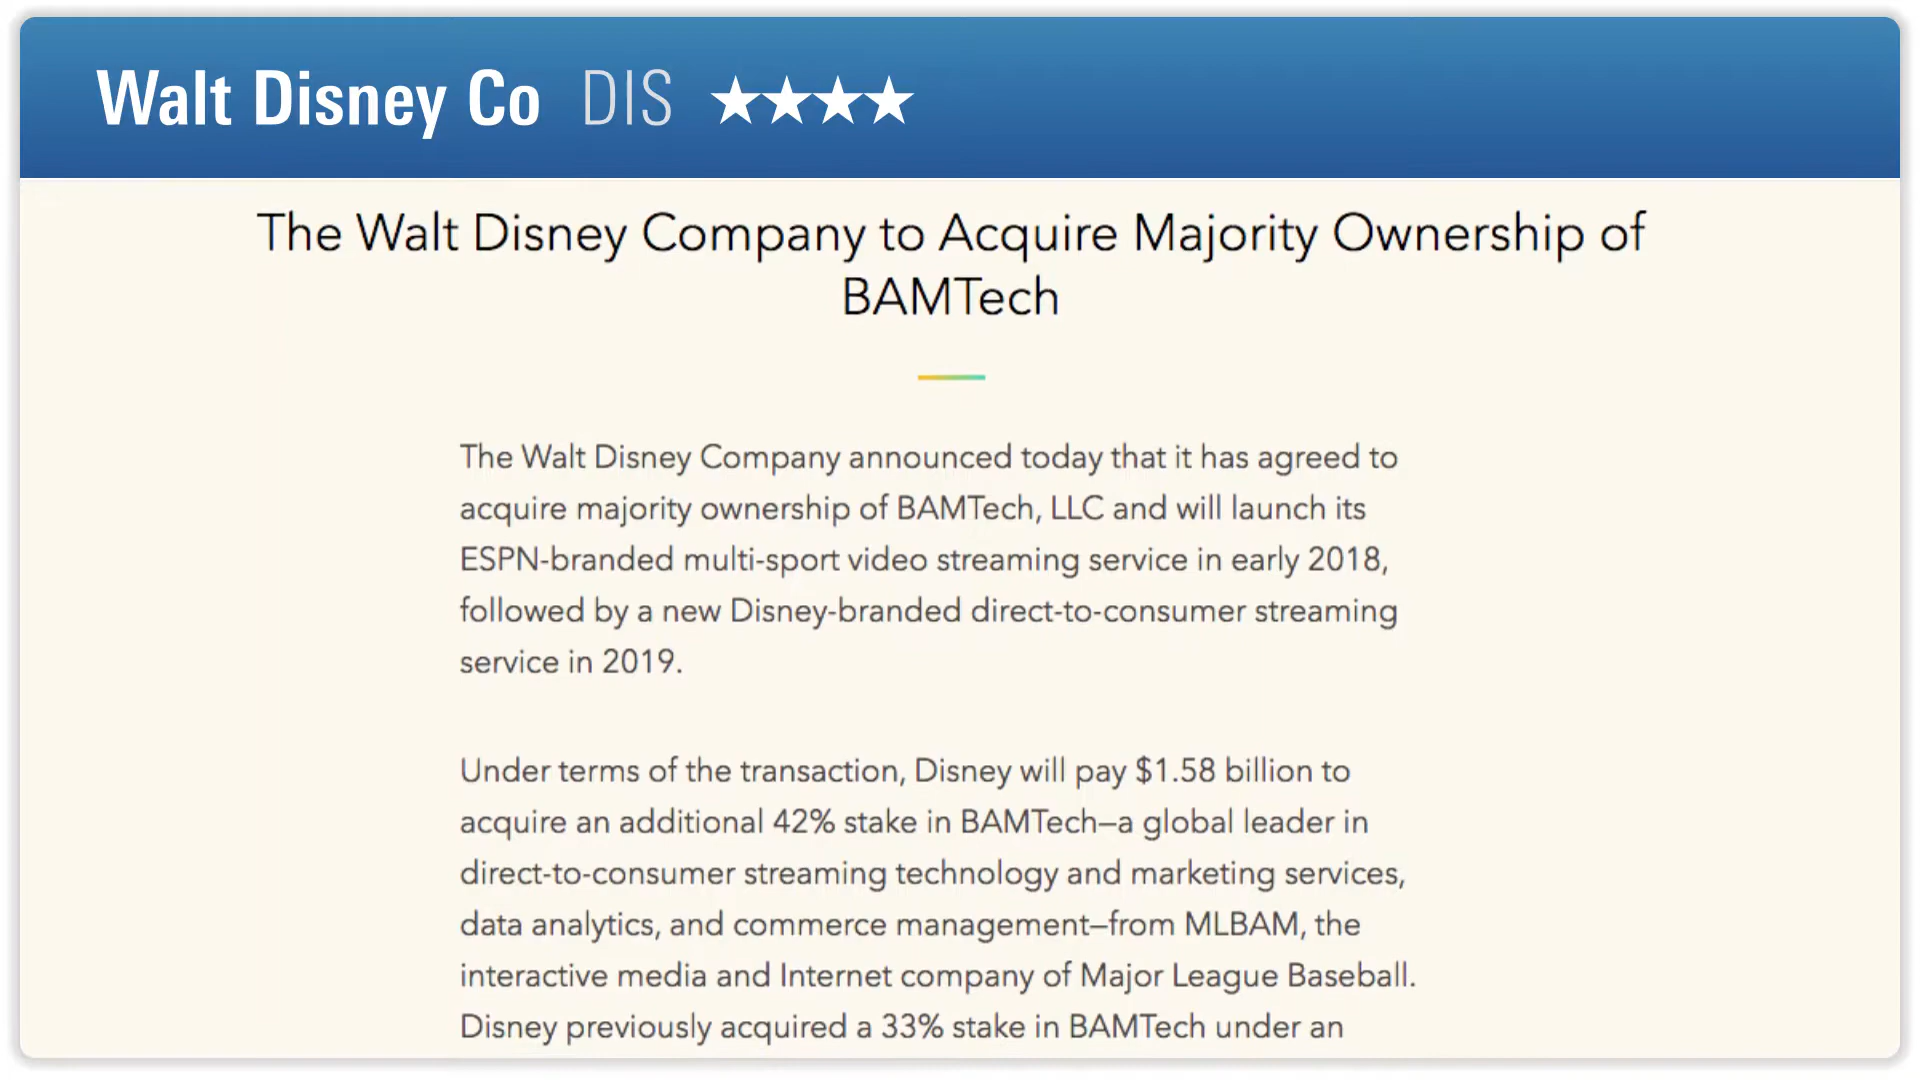 Walt Disney Co DIS ★★★★
The Walt Disney Company to Acquire Majority Ownership of
BAMTech
The Walt Disney Company announced today that it has agreed to
acquire majority ownership of BAMTech, LLC and will launch its
ESPN-branded multi-sport video streaming service in early 2018,
followed by a new Disney-branded direct-to-consumer streaming
service in 2019.
Under terms of the transaction, Disney will pay $1.58 billion to
acquire an additional 42% stake in BAMTech—a global leader in
direct-to-consumer streaming technology and marketing services,
data analytics, and commerce management—from MLBAM, the
interactive media and Internet company of Major League Baseball.
Disney previously acquired a 33% stake in BAMTech under an